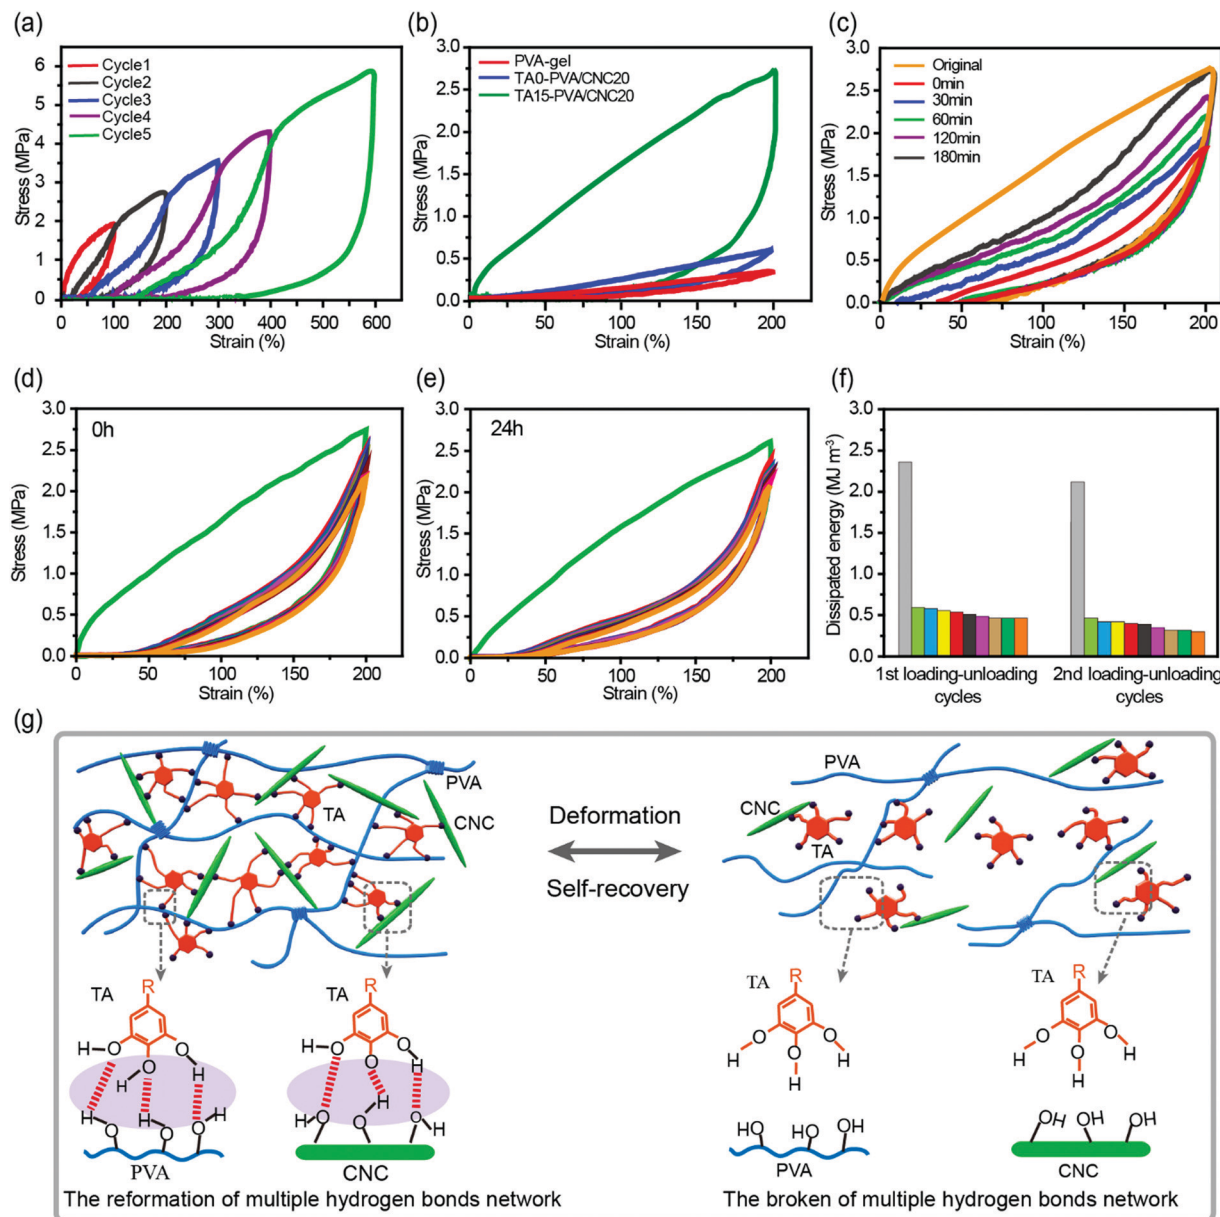 (a)
6
5
4
3
2
1
0
Stress (MPa)
Cycle1
Cycle2
Cycle3
Cycle4
Cycle5
0 100 200 300 400 500 600
Strain (%)
(b)
3.0
2.5
2.0
1.5
1.0
0.5
0.0
Stress (MPa)
PVA-gel
TA0-PVA/CNC20
TA15-PVA/CNC20
0 50 100 150 200
Strain (%)
(c)
3.0
2.5
2.0
1.5
1.0
0.5
0.0
Stress (MPa)
Original
0min
30min
60min
120min
180min
0 50 100 150 200
Strain (%)
(d)
3.0
2.5
2.0
1.5
1.0
0.5
0.0
Stress (MPa)
0h
0 50 100 150 200
Strain (%)
(e)
3.0
2.5
2.0
1.5
1.0
0.5
0.0
Stress (MPa)
24h
0 50 100 150 200
Strain (%)
(f)
3.0
2.5
2.0
1.5
1.0
0.5
0.0
Dissipated energy (MJ m⁻³)
1st loading-unloading
cycles
2nd loading-unloading
cycles
(g)
PVA
TA
CNC
Deformation
Self-recovery
PVA
CNC
TA
TA
R
H
O
O
O
H
H
H
H
O
O
O
H
PVA
TA
R
H
O
O
O
H
H
O
H
O
O
H
CNC
The reformation of multiple hydrogen bonds network
TA
R
O
O
O
H
H
H
HO
HO
OH
PVA
TA
R
O
O
O
H
H
H
OH
OH
OH
CNC
The broken of multiple hydrogen bonds network